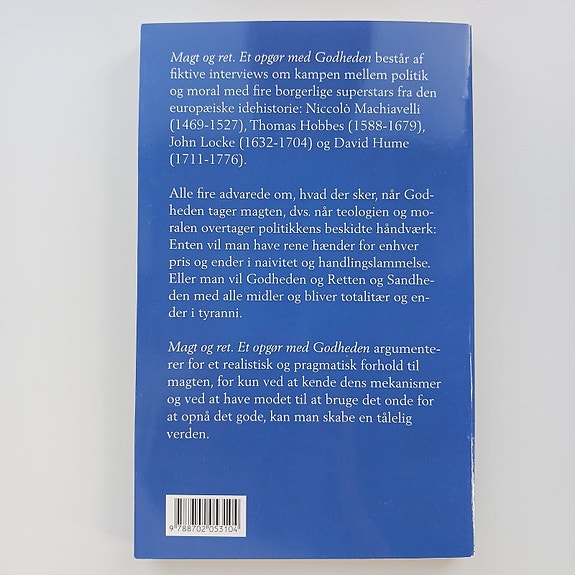 Magt og ret. Et opgør med Godheden består af
fiktive interviews om kampen mellem politik
og moral med fire borgerlige superstars fra den
europæiske idehistorie: Niccolò Machiavelli
(1469-1527), Thomas Hobbes (1588-1679),
John Locke (1632-1704) og David Hume
(1711-1776).
Alle fire advarede om, hvad der sker, når God-
heden tager magten, dvs. når teologien og mo-
ralen overtager politikkens beskidte håndværk:
Enten vil man have rene hænder for enhver
pris og ender i naivitet og handlingslammelse.
Eller man vil Godheden og Retten og Sandhe-
den med alle midler og bliver totalitær og en-
der i tyranni.
Magt og ret. Et opgør med Godheden argumente-
rer for et realistisk og pragmatisk forhold til
magten, for kun ved at kende dens mekanismer
og ved at have modet til at bruge det onde for
at opnå det gode, kan man skabe en tålelig
verden.
9 788702 053104